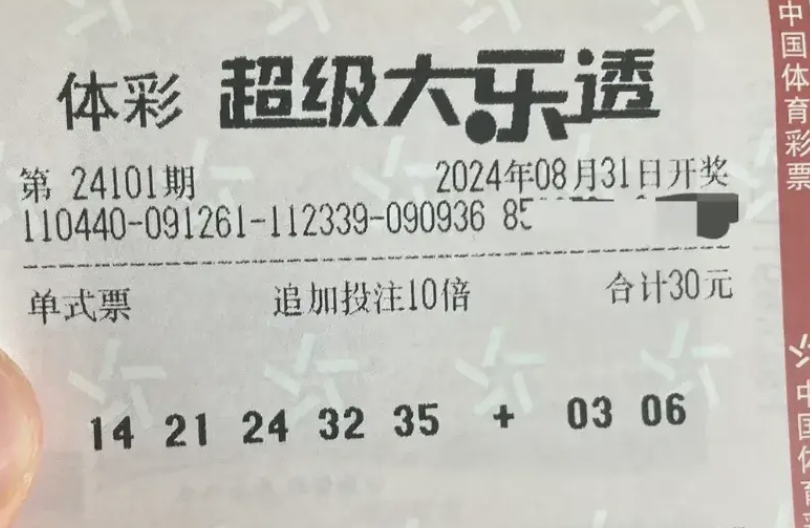 体彩 超级大乐透
第 24101期 2024年08月31日开奖
110440-091261-112339-090936 85
单式票 追加投注10倍 合计30元
14 21 24 32 35 + 03 06
中国体育彩票
中国体育彩